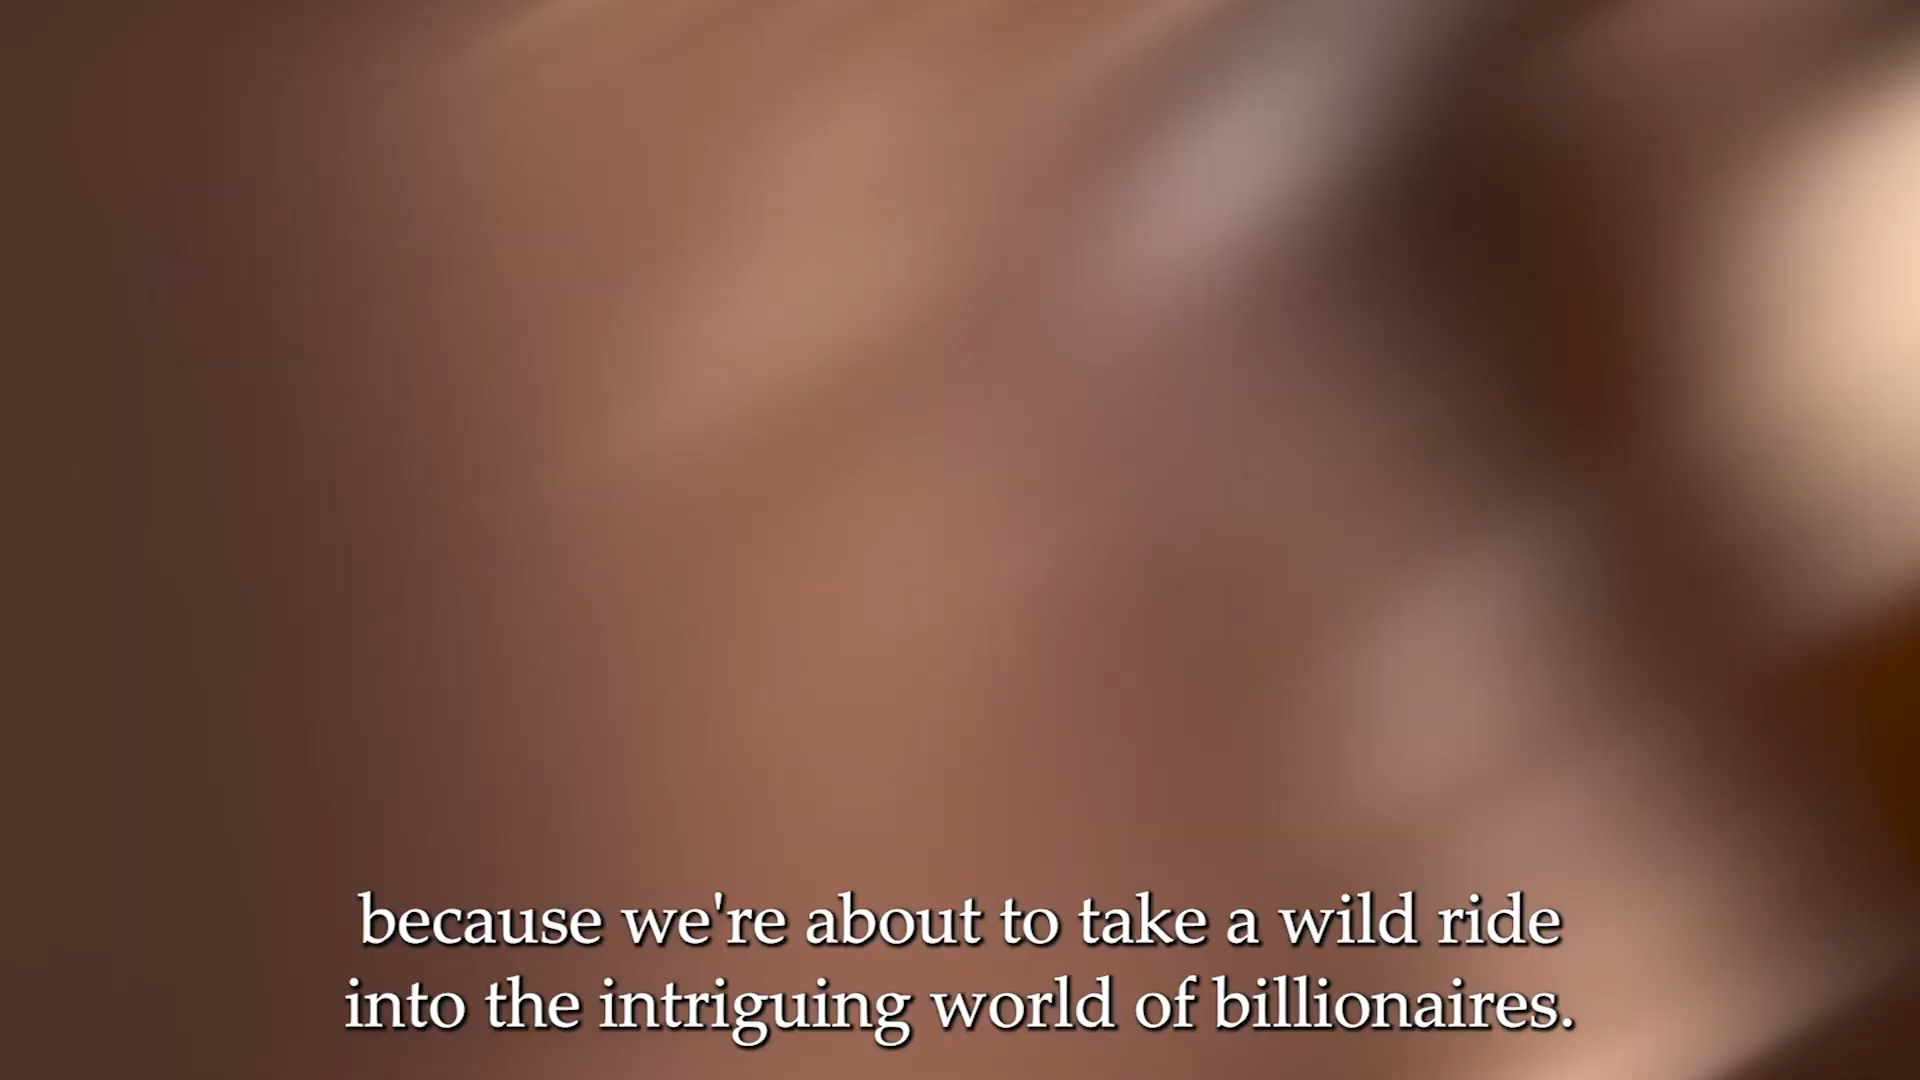 because we're about to take a wild ride
into the intriguing world of billionaires.